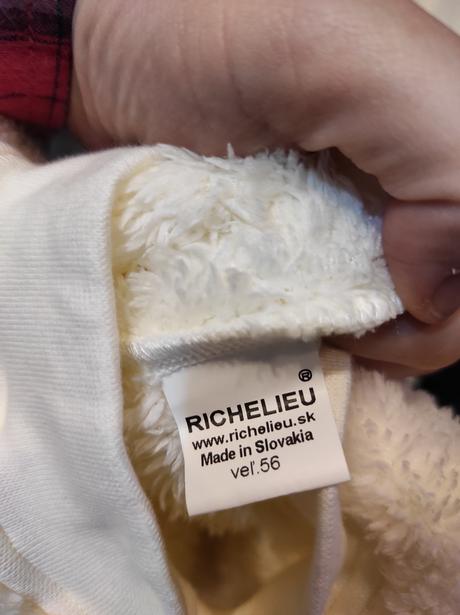 ®
RICHELIEU
www.richelieu.sk
Made in Slovakia
veľ.56